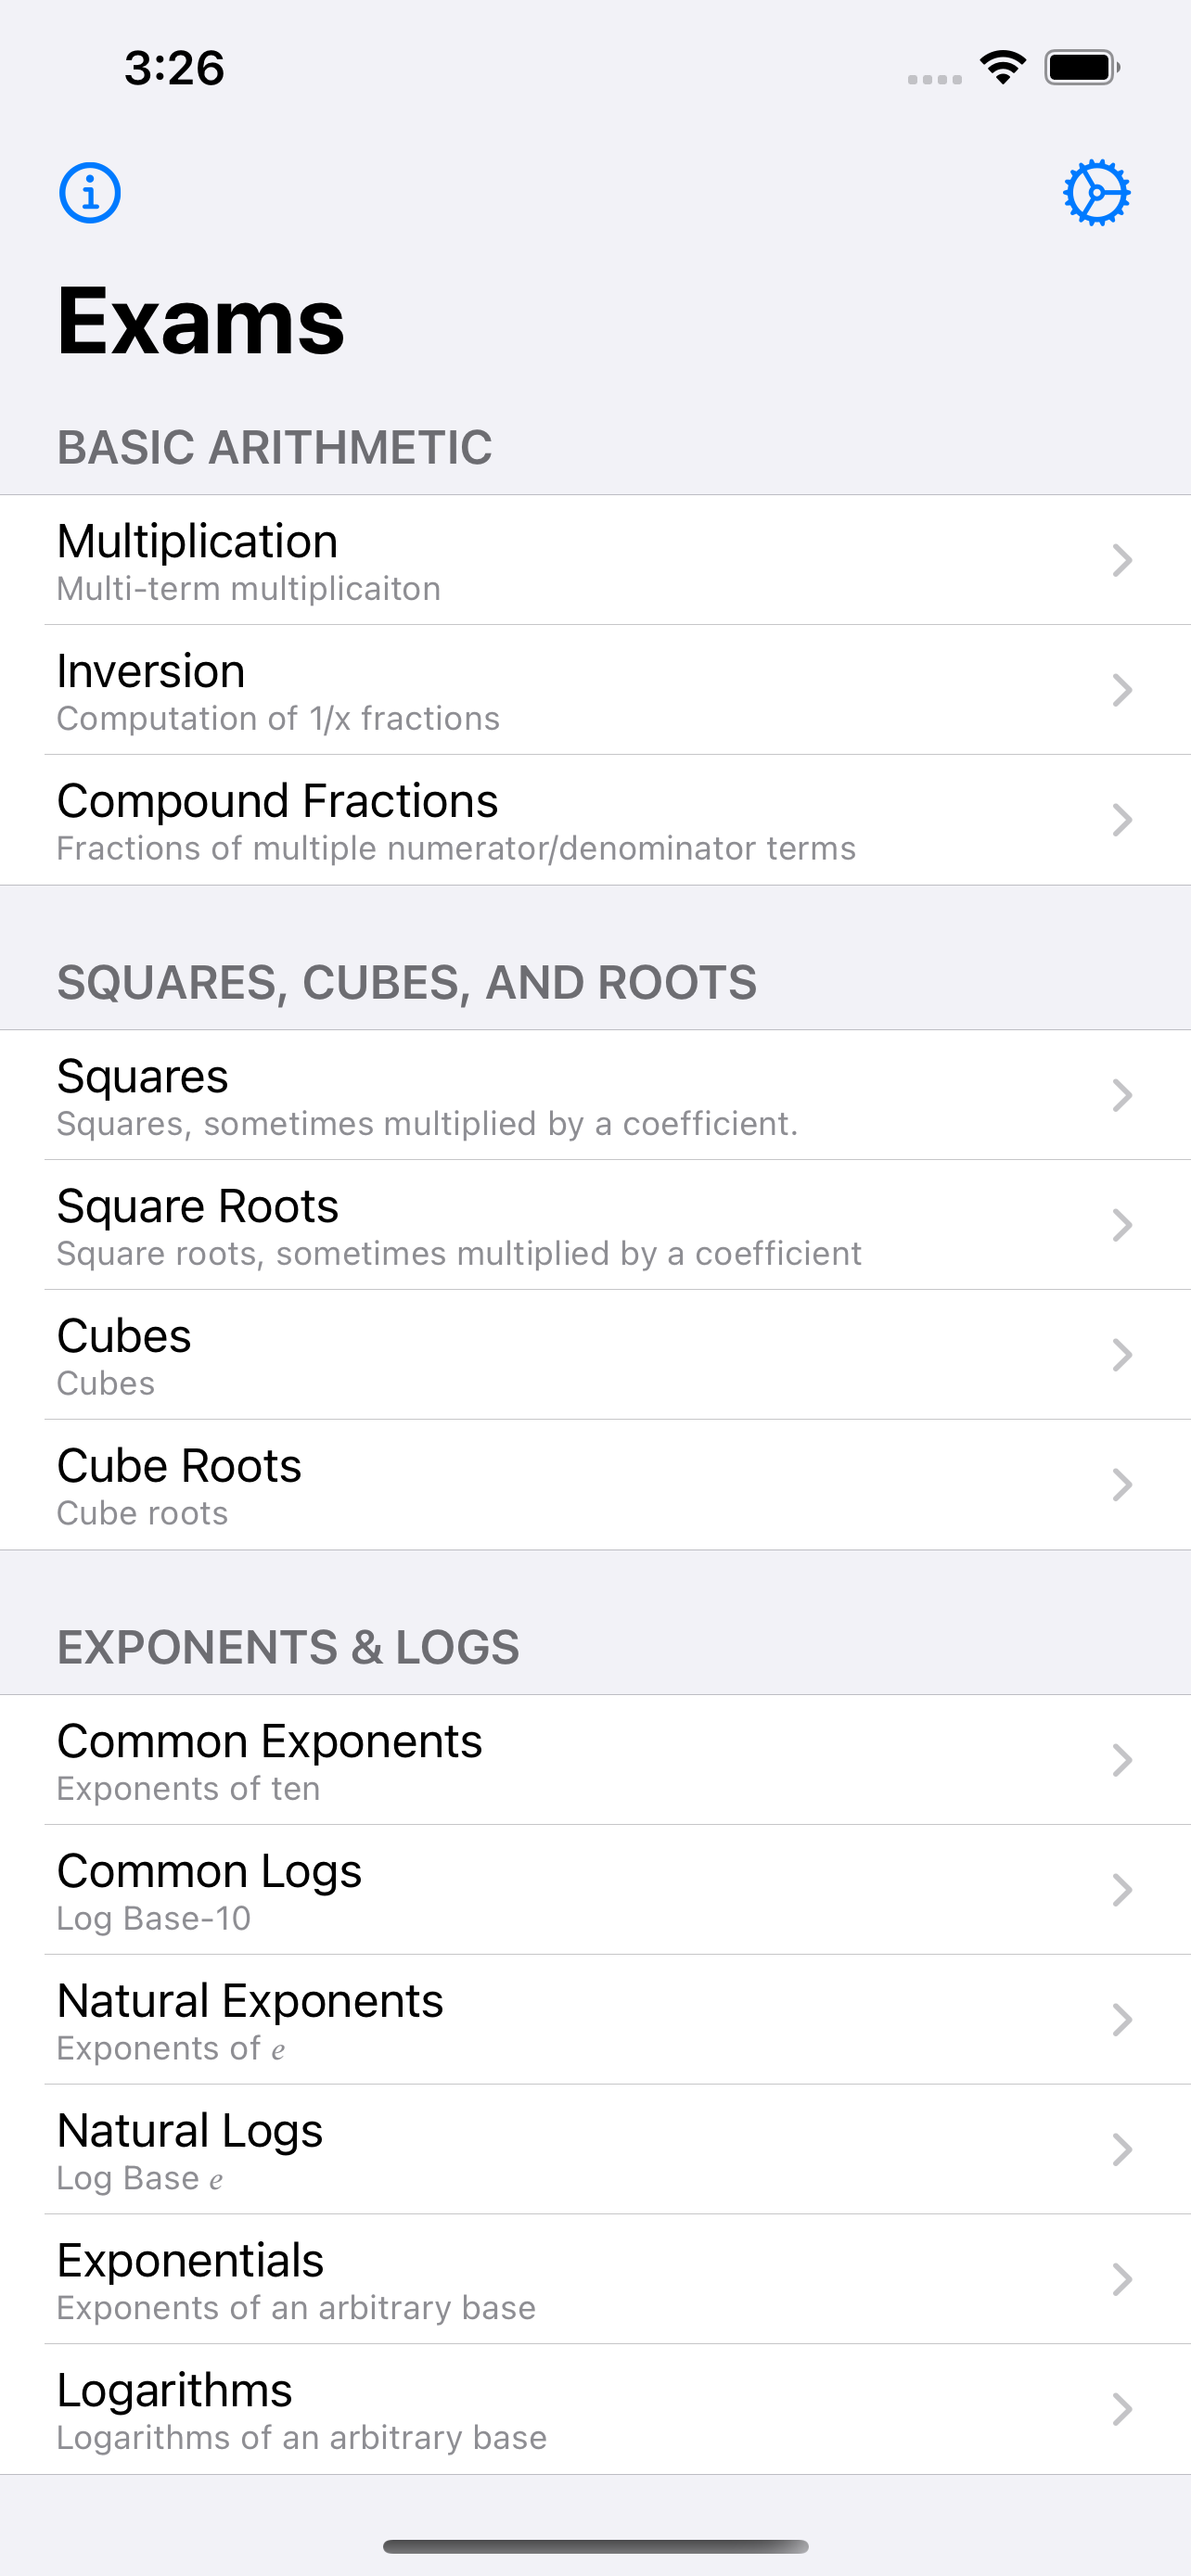 3:26
Exams
BASIC ARITHMETIC
Multiplication
Multi-term multiplicaiton
Inversion
Computation of 1/x fractions
Compound Fractions
Fractions of multiple numerator/denominator terms
SQUARES, CUBES, AND ROOTS
Squares
Squares, sometimes multiplied by a coefficient.
Square Roots
Square roots, sometimes multiplied by a coefficient
Cubes
Cubes
Cube Roots
Cube roots
EXPONENTS & LOGS
Common Exponents
Exponents of ten
Common Logs
Log Base-10
Natural Exponents
Exponents of e
Natural Logs
Log Base e
Exponentials
Exponents of an arbitrary base
Logarithms
Logarithms of an arbitrary base